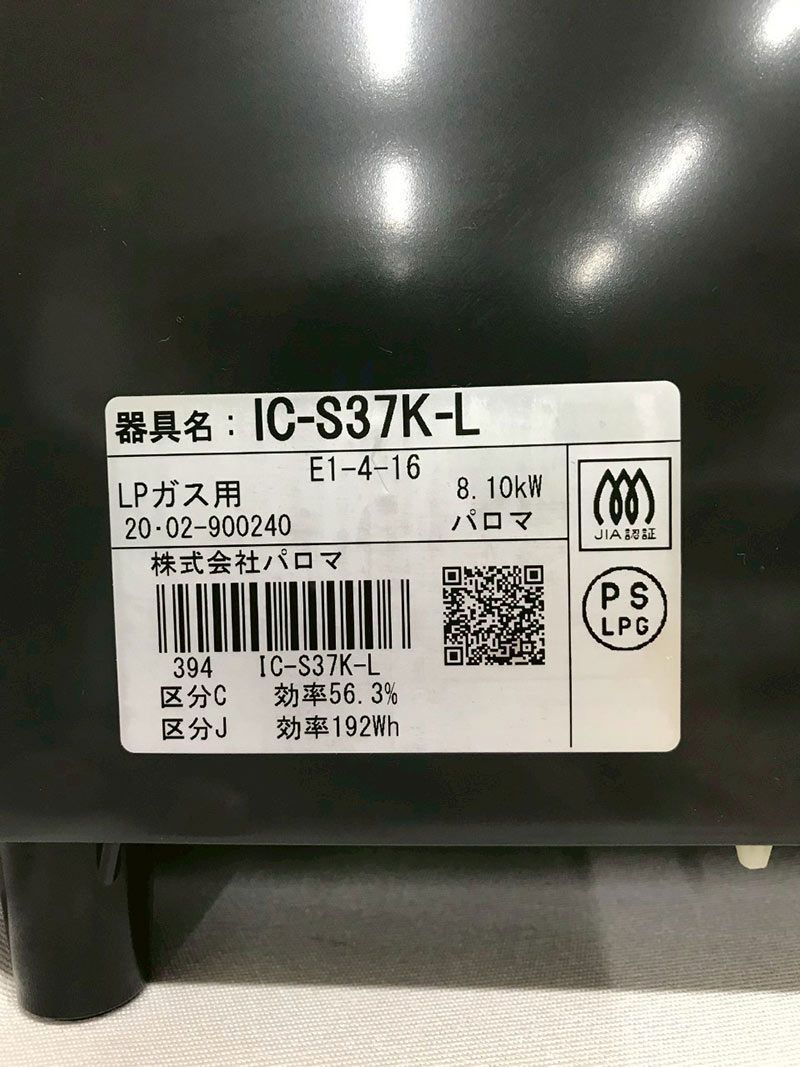 器具名：IC-S37K-L
E1-4-16
LPガス用 8.10kW
20・02-900240 パロマ
JIA認証
株式会社パロマ
PS
LPG
394 IC-S37K-L
区分C 効率56.3%
区分J 効率192Wh